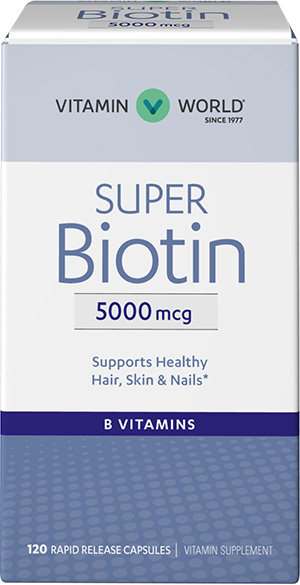 SUPER
Biotin
5000 mcg
VITAMIN V WORLD®
SINCE 1977
SUPER
Biotin
5000 mcg
Supports Healthy
Hair, Skin & Nails*
B VITAMINS
120 RAPID RELEASE CAPSULES | VITAMIN SUPPLEMENT